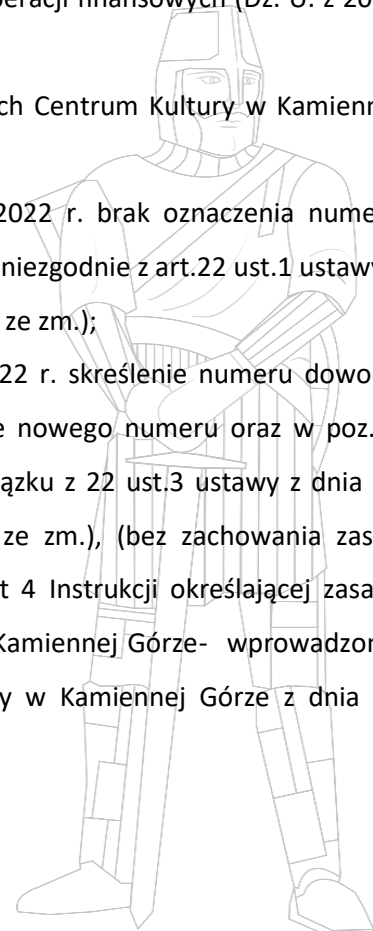 peracji finansowych (Dz. U. z 20
ch Centrum Kultury w Kamienn
2022 r. brak oznaczenia nume
niezgodnie z art.22 ust.1 ustawy
ze zm.);
22 r. skreślenie numeru dowo
e nowego numeru oraz w poz.
ązku z 22 ust.3 ustawy z dnia
ze zm.), (bez zachowania zas
t 4 Instrukcji określającej zasa
Kamiennej Górze- wprowadzon
y w Kamiennej Górze z dnia